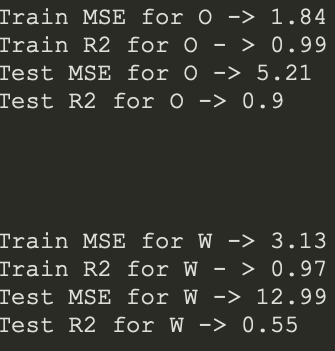 Train MSE for O -> 1.84
Train R2 for O - > 0.99
Test MSE for O -> 5.21
Test R2 for O -> 0.9
Train MSE for W -> 3.13
Train R2 for W - > 0.97
Test MSE for W -> 12.99
Test R2 for W -> 0.55